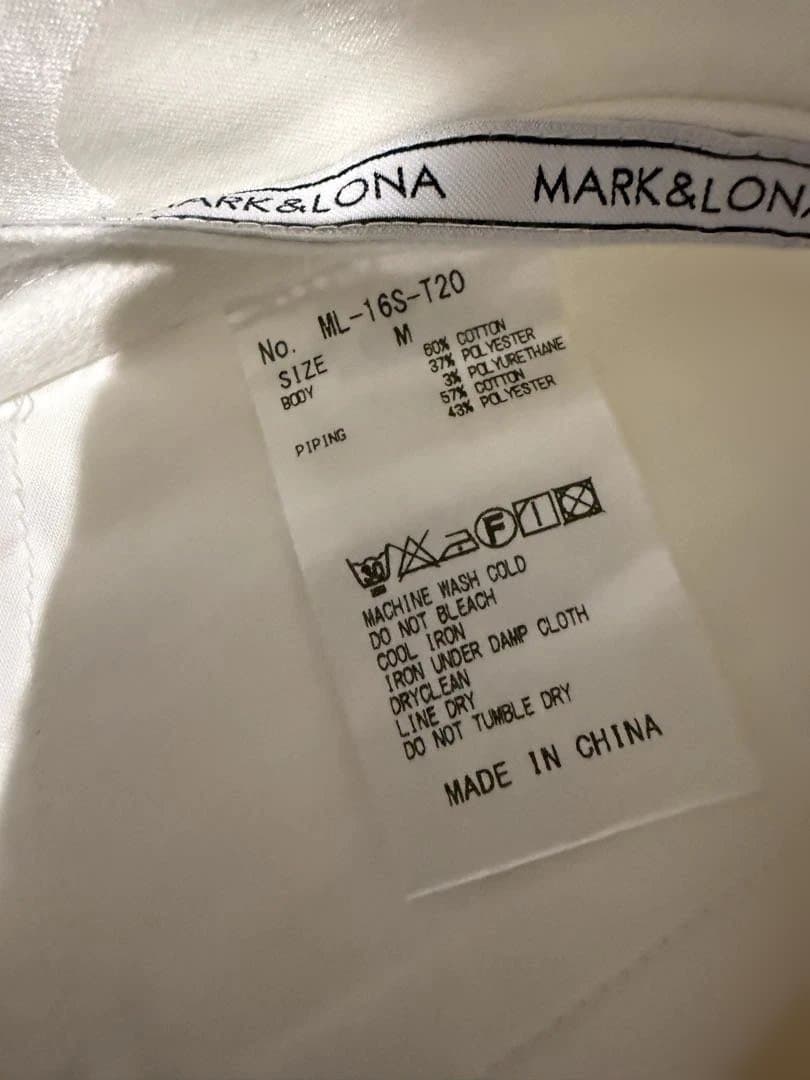 MARK&LONA MARK&LONA
No. ML-16S-T20
SIZE M
BODY 60% COTTON
37% POLYESTER
3% POLYURETHANE
PIPING 57% COTTON
43% POLYESTER
30 F
MACHINE WASH COLD
DO NOT BLEACH
COOL IRON
IRON UNDER DAMP CLOTH
DRYCLEAN
LINE DRY
DO NOT TUMBLE DRY
MADE IN CHINA